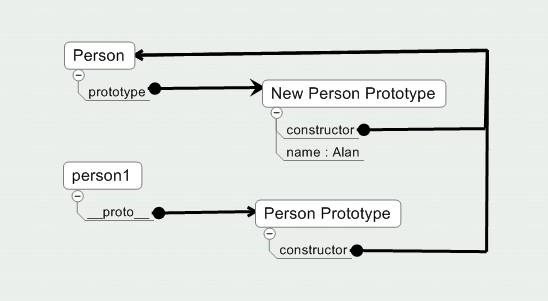 Person
prototype
New Person Prototype
constructor
name : Alan
person1
__proto__
Person Prototype
constructor